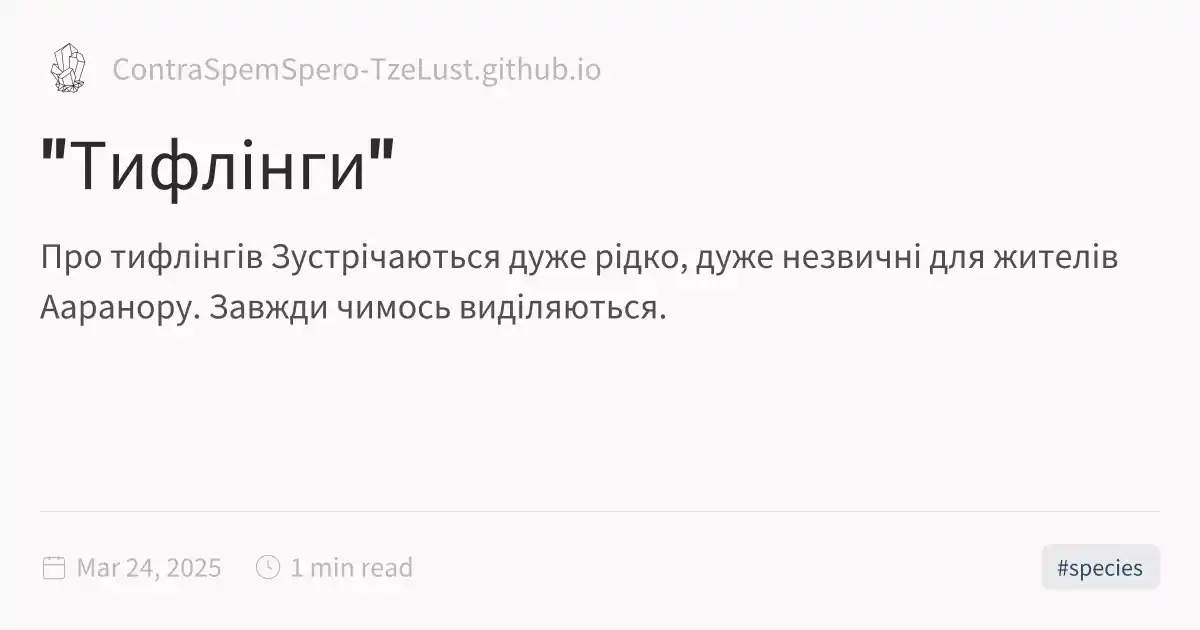 ContraSpemSpero-TzeLust.github.io
"Тифлінги"
Про тифлінгів Зустрічаються дуже рідко, дуже незвичні для жителів
Ааранору. Завжди чимось виділяються.
Mar 24, 2025 1 min read #species